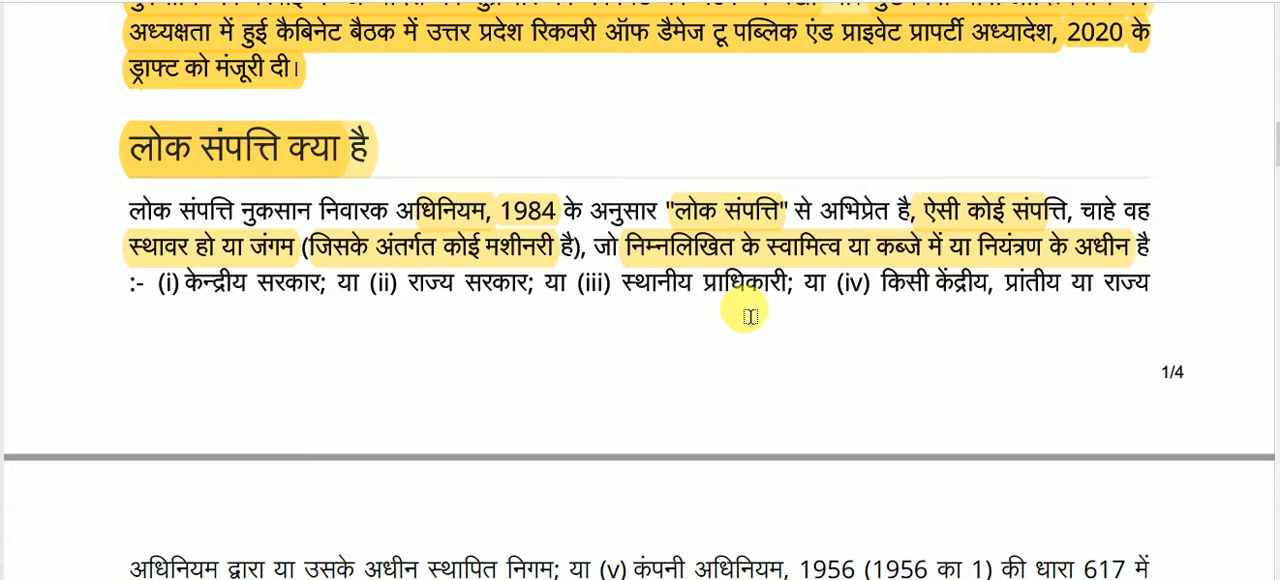 अध्यक्षता में हुई कैबिनेट बैठक में उत्तर प्रदेश रिकवरी ऑफ डैमेज टू पब्लिक एंड प्राइवेट प्रापर्टी अध्यादेश, 2020 के
ड्राफ्ट को मंजूरी दी।
लोक संपत्ति क्या है
लोक संपत्ति नुकसान निवारक अधिनियम, 1984 के अनुसार "लोक संपत्ति" से अभिप्रेत है, ऐसी कोई संपत्ति, चाहे वह
स्थावर हो या जंगम (जिसके अंतर्गत कोई मशीनरी है), जो निम्नलिखित के स्वामित्व या कब्जे में या नियंत्रण के अधीन है
:- (i) केन्द्रीय सरकार; या (ii) राज्य सरकार; या (iii) स्थानीय प्राधिकारी; या (iv) किसी केंद्रीय, प्रांतीय या राज्य
1/4
अधिनियम द्वारा या उसके अधीन स्थापित निगम; या (v) कंपनी अधिनियम, 1956 (1956 का 1) की धारा 617 में